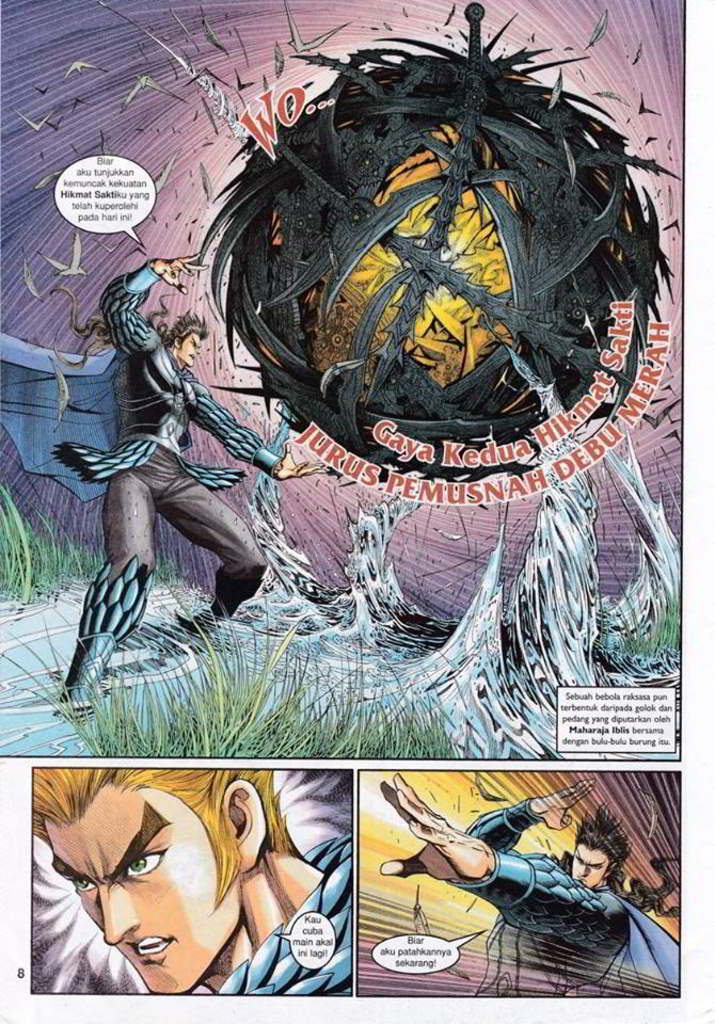 WO...
Biar
aku tunjukkan
kemuncak kekuatan
Hikmat Saktiku yang
telah kuperolehi
pada hari ini!
Gaya Kedua Hikmat Sakti
JURUS PEMUSNAH DEBU MERAH
Sebuah bebola raksasa pun
terbentuk daripada golok dan
pedang yang diputarkan oleh
Maharaja Iblis bersama
dengan bulu-bulu burung itu.
Kau
cuba
main akal
ini lagi!
Biar
aku patahkannya
sekarang!
8